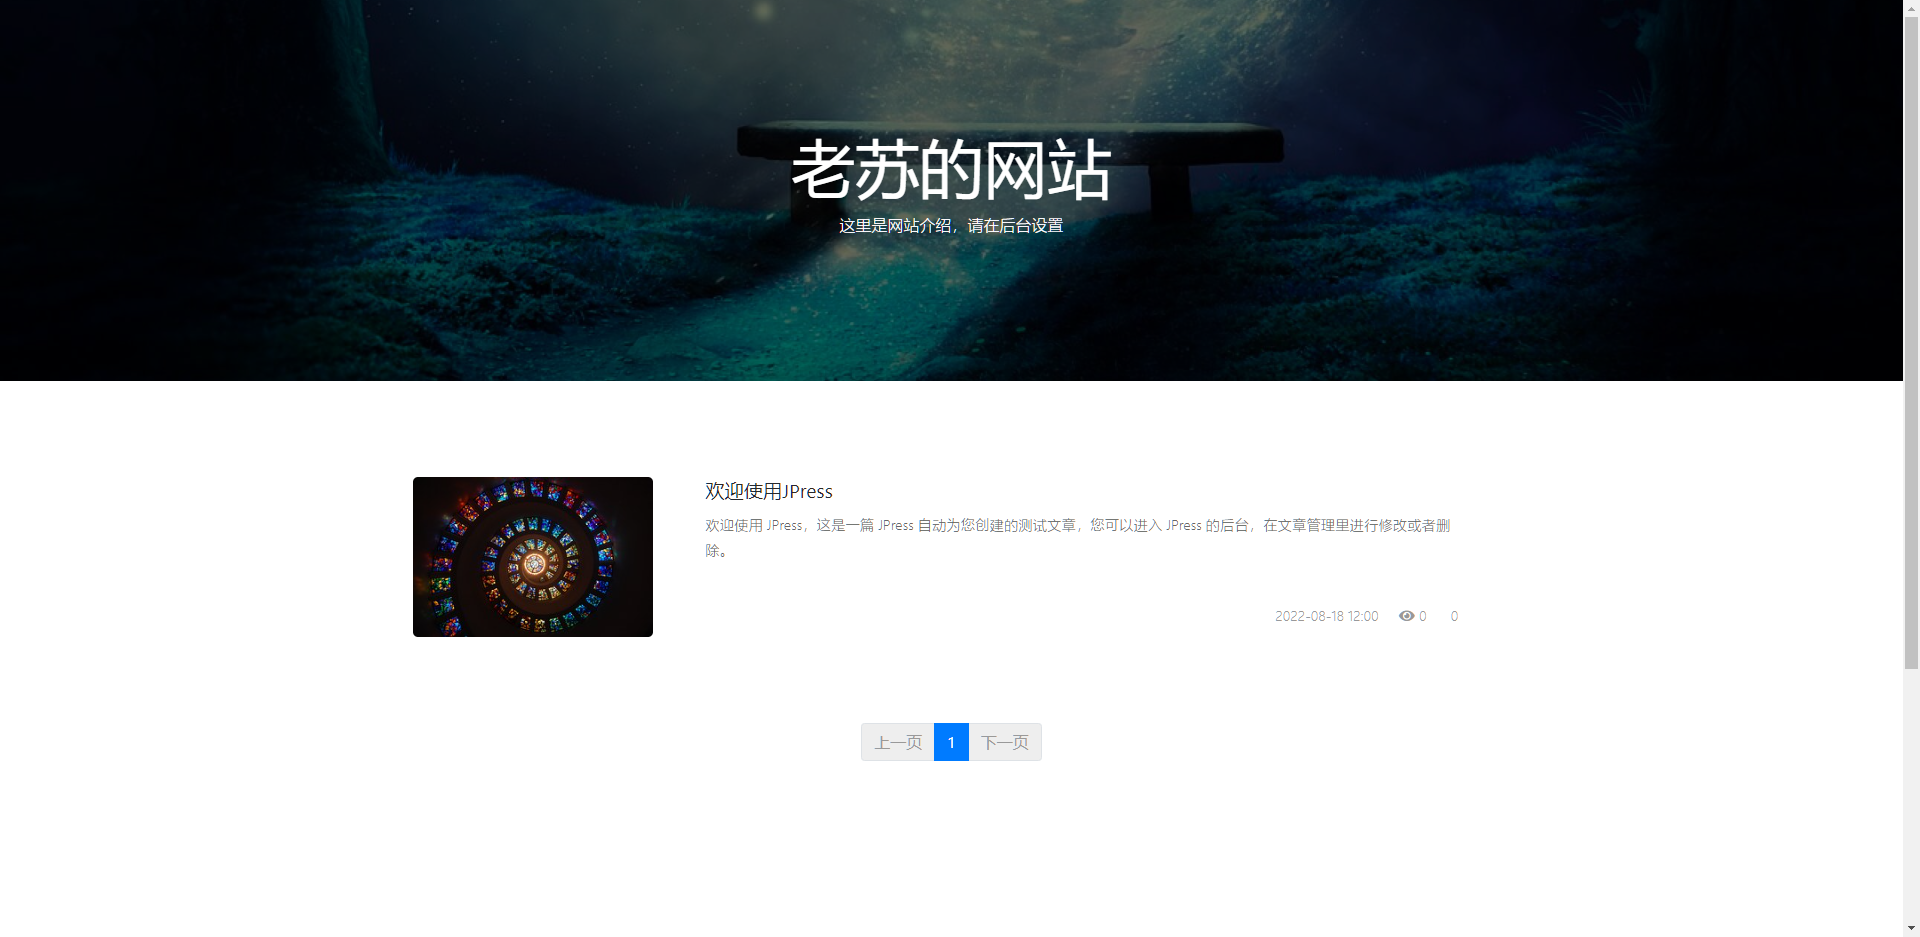 老苏的网站
这里是网站介绍，请在后台设置
欢迎使用JPress
欢迎使用 JPress，这是一篇 JPress 自动为您创建的测试文章，您可以进入 JPress 的后台，在文章管理里进行修改或者删
除。
2022-08-18 12:00 0 0
上一页 1 下一页